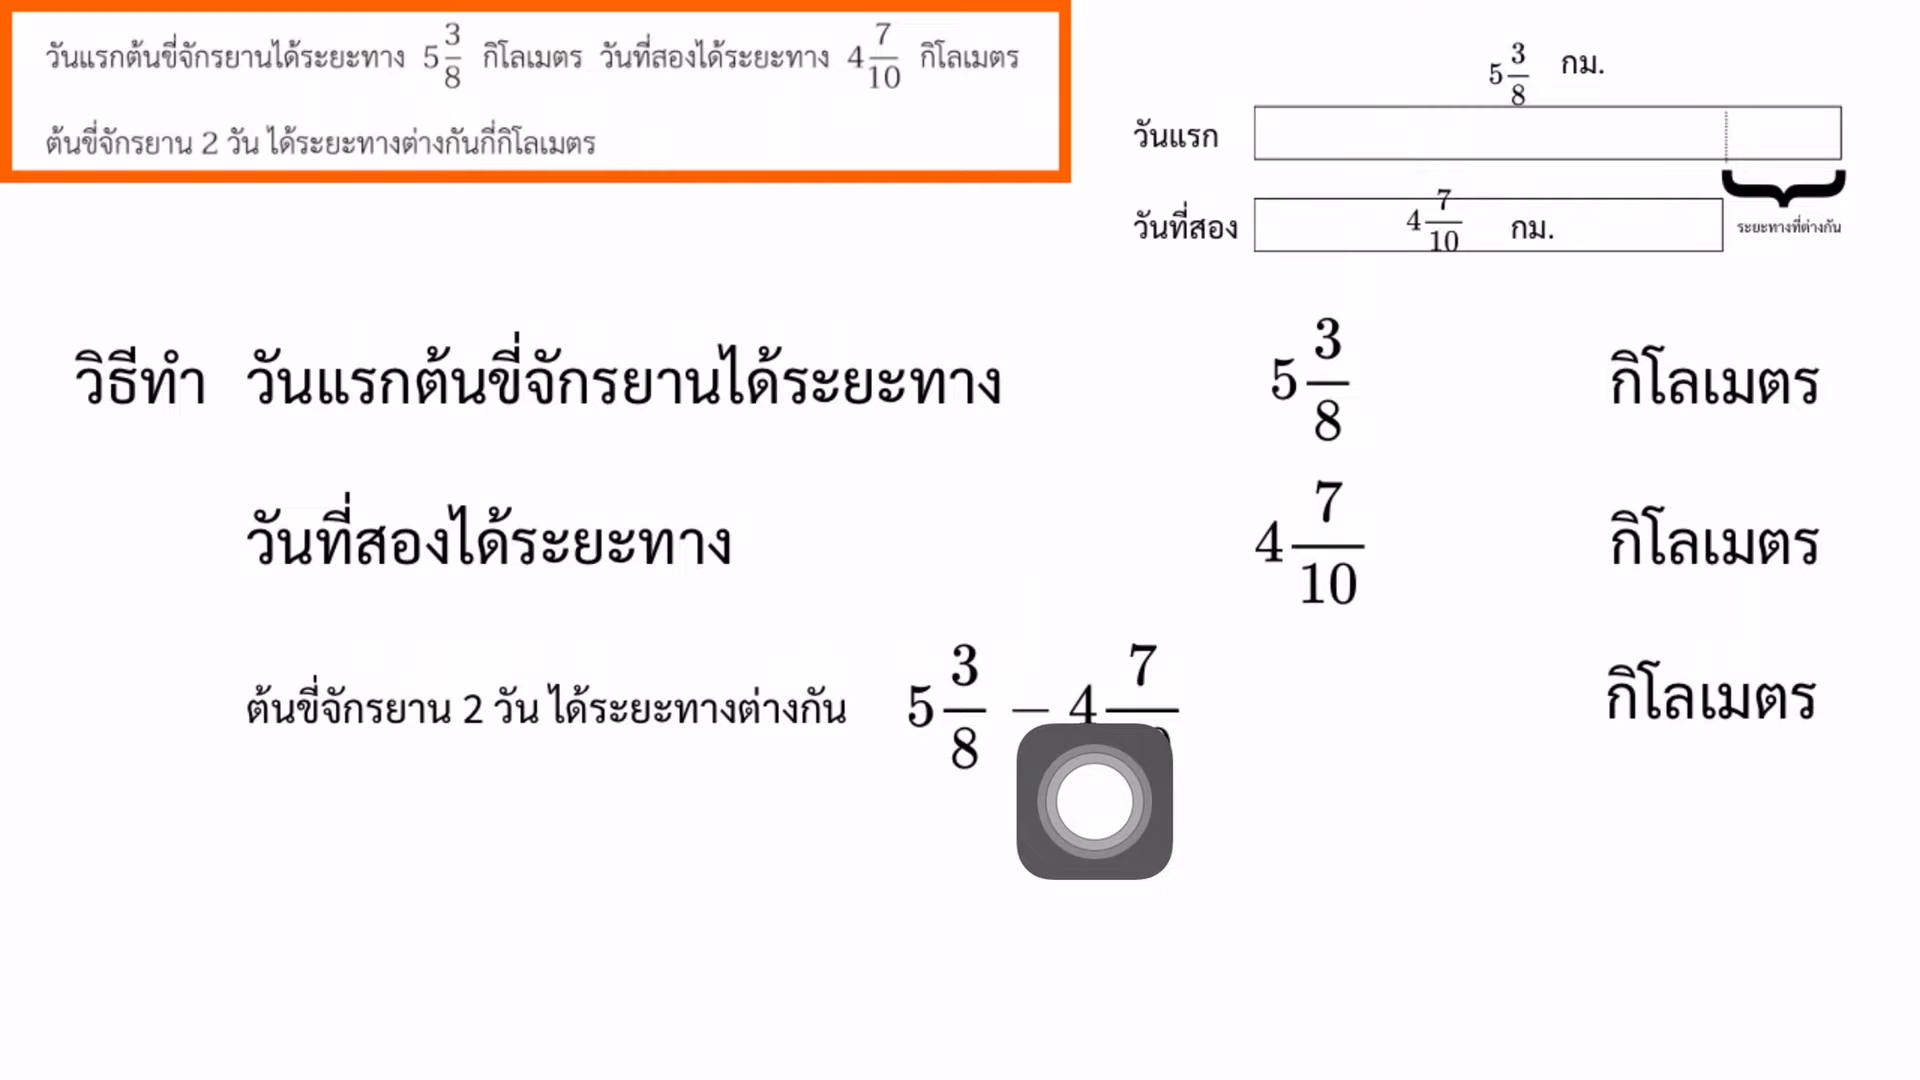 วันแรกต้นขี่จักรยานได้ระยะทาง 5 3/8 กิโลเมตร วันที่สองได้ระยะทาง 4 7/10 กิโลเมตร
ต้นขี่จักรยาน 2 วัน ได้ระยะทางต่างกันกี่กิโลเมตร
5 3/8 กม.
วันแรก
วันที่สอง 4 7/10 กม. ระยะทางที่ต่างกัน
วิธีทำ วันแรกต้นขี่จักรยานได้ระยะทาง 5 3/8 กิโลเมตร
วันที่สองได้ระยะทาง 4 7/10 กิโลเมตร
ต้นขี่จักรยาน 2 วัน ได้ระยะทางต่างกัน 5 3/8 − 4 7/ กิโลเมตร